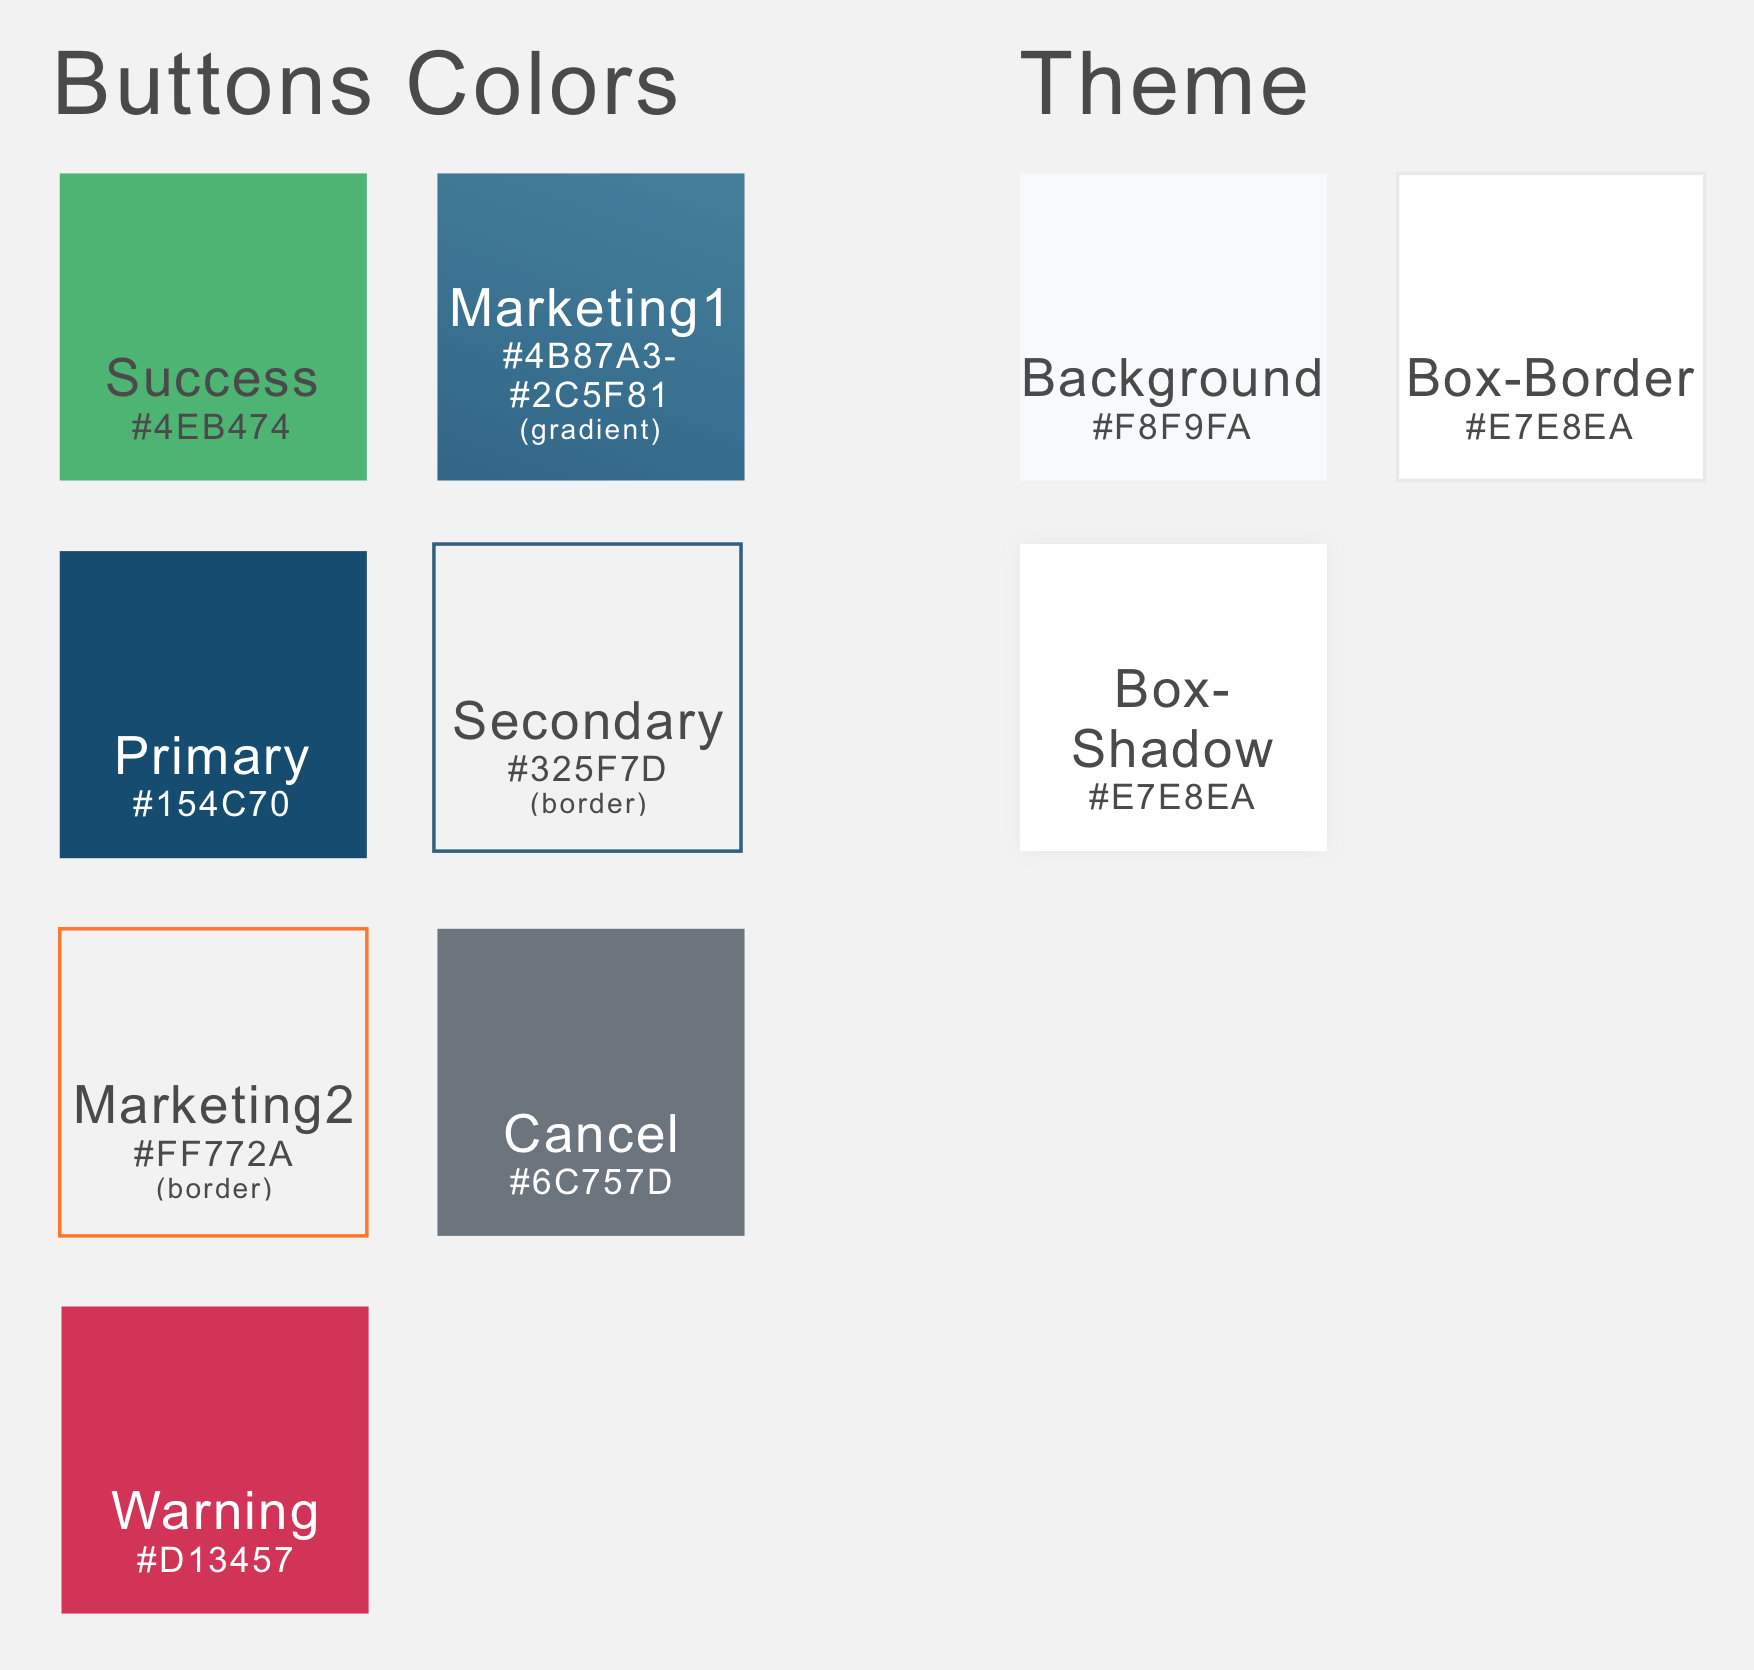 Buttons Colors
Success
#4EB474
Marketing1
#4B87A3-
#2C5F81
(gradient)
Primary
#154C70
Secondary
#325F7D
(border)
Marketing2
#FF772A
(border)
Cancel
#6C757D
Warning
#D13457
Theme
Background
#F8F9FA
Box-Border
#E7E8EA
Box-
Shadow
#E7E8EA